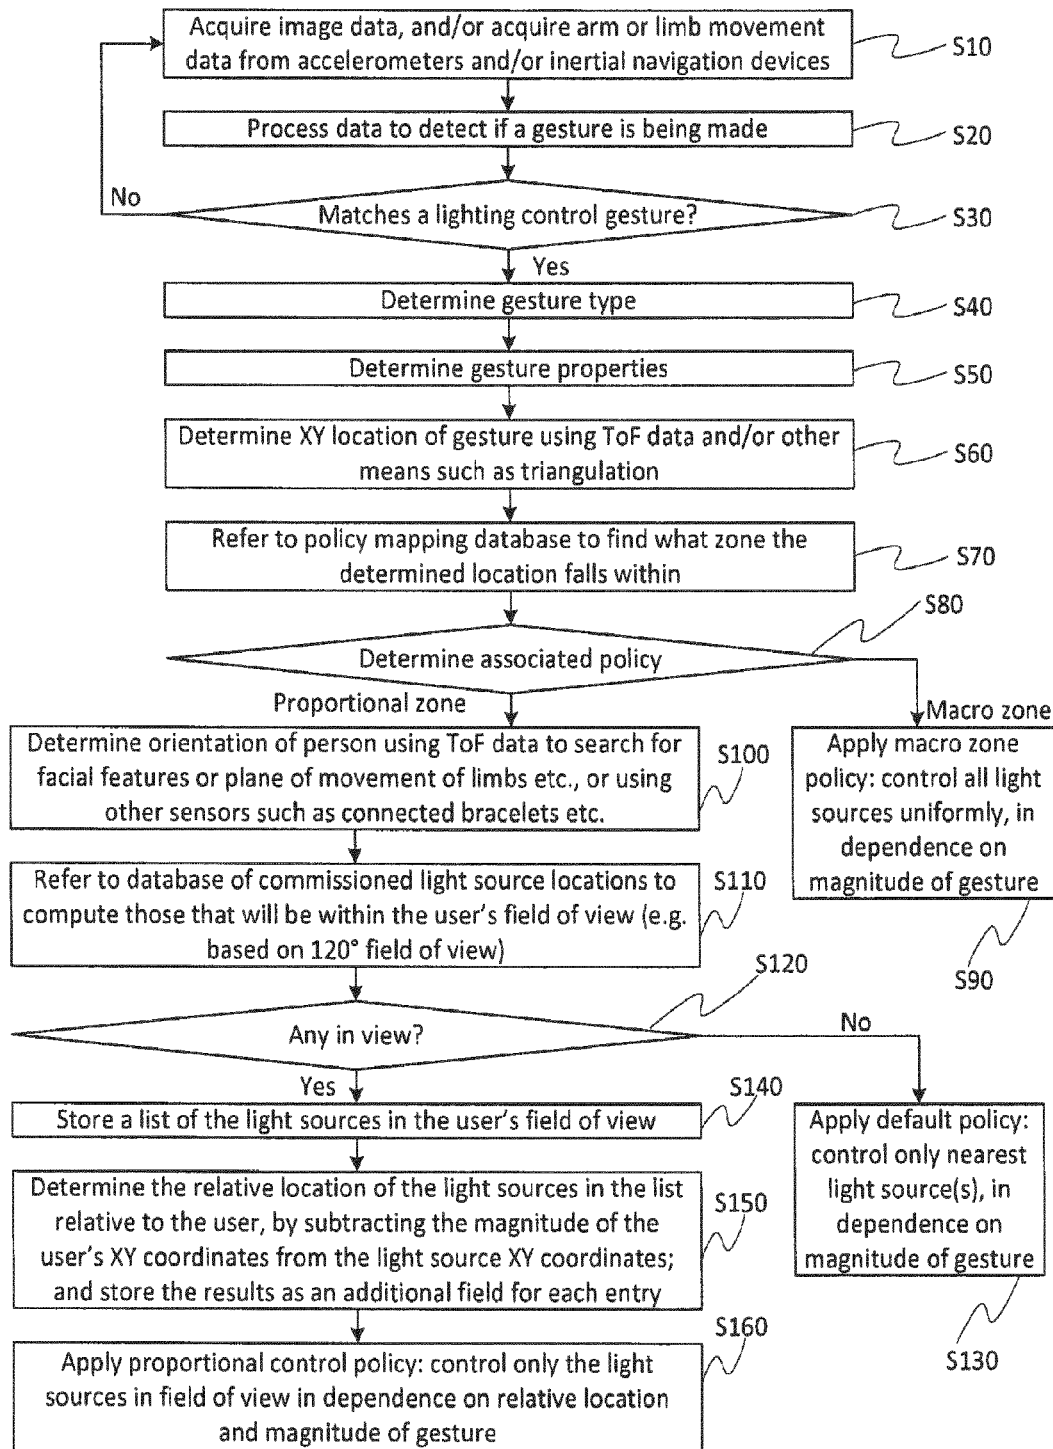 Acquire image data, and/or acquire arm or limb movement
data from accelerometers and/or inertial navigation devices
S10
Process data to detect if a gesture is being made
S20
No
Matches a lighting control gesture?
S30
Yes
Determine gesture type
S40
Determine gesture properties
S50
Determine XY location of gesture using ToF data and/or other
means such as triangulation
S60
Refer to policy mapping database to find what zone the
determined location falls within
S70
S80
Determine associated policy
Proportional zone
Macro zone
Determine orientation of person using ToF data to search for
facial features or plane of movement of limbs etc., or using
other sensors such as connected bracelets etc.
S100
Apply macro zone
policy: control all light
sources uniformly, in
dependence on
magnitude of gesture
S90
Refer to database of commissioned light source locations to
compute those that will be within the user's field of view (e.g.
based on 120° field of view)
S110
S120
Any in view?
No
Yes
S140
Store a list of the light sources in the user's field of view
Apply default policy:
control only nearest
light source(s), in
dependence on
magnitude of gesture
S130
Determine the relative location of the light sources in the list
relative to the user, by subtracting the magnitude of the
user's XY coordinates from the light source XY coordinates;
and store the results as an additional field for each entry
S150
S160
Apply proportional control policy: control only the light
sources in field of view in dependence on relative location
and magnitude of gesture